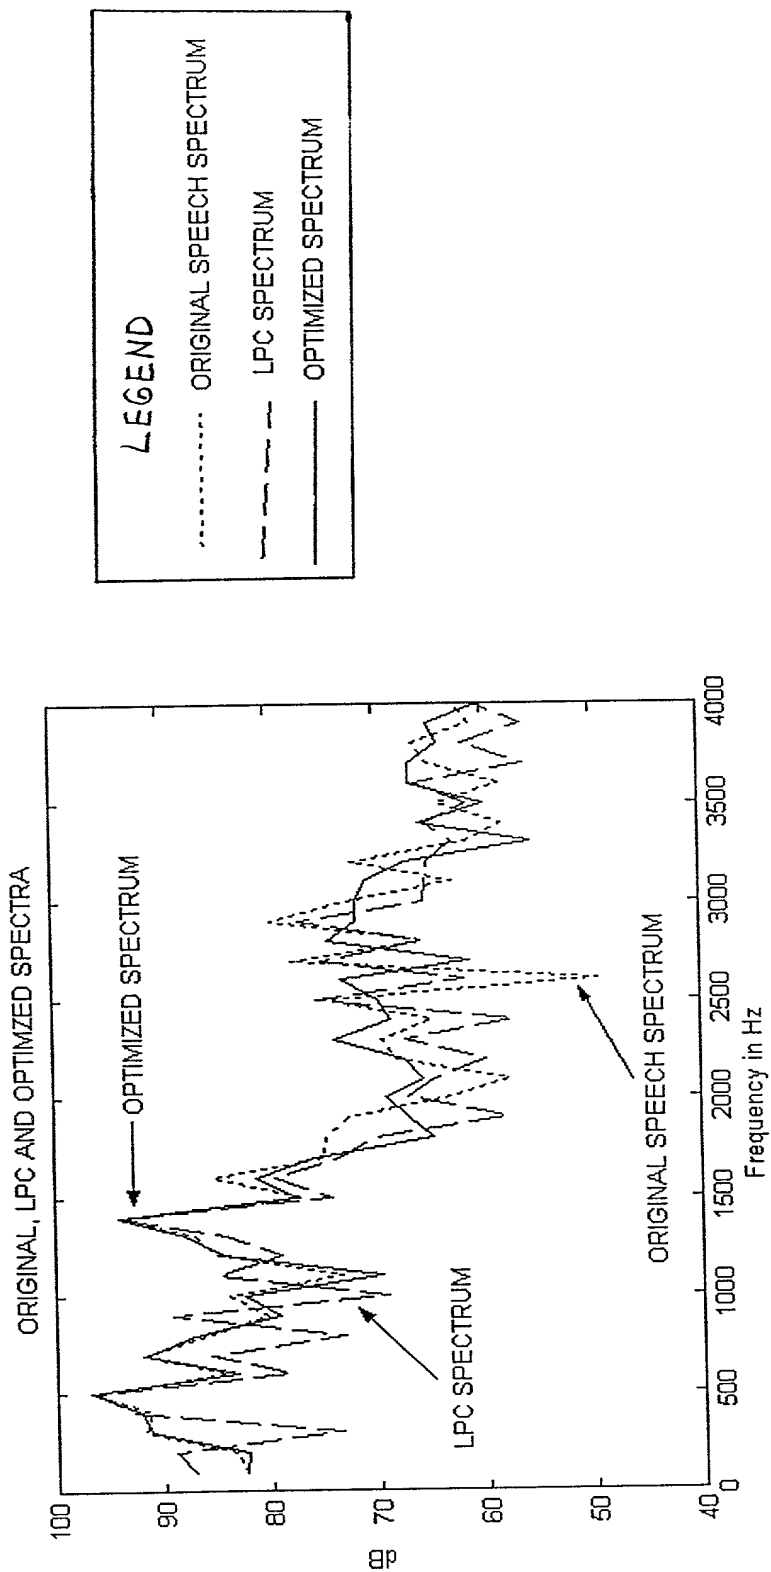 LEGEND
ORIGINAL SPEECH SPECTRUM
LPC SPECTRUM
OPTIMIZED SPECTRUM
ORIGINAL, LPC AND OPTIMZED SPECTRA
OPTIMIZED SPECTRUM
LPC SPECTRUM
ORIGINAL SPEECH SPECTRUM
100
90
80
70
60
50
40
dB
0
500
1000
1500
2000
2500
3000
3500
4000
Frequency in Hz